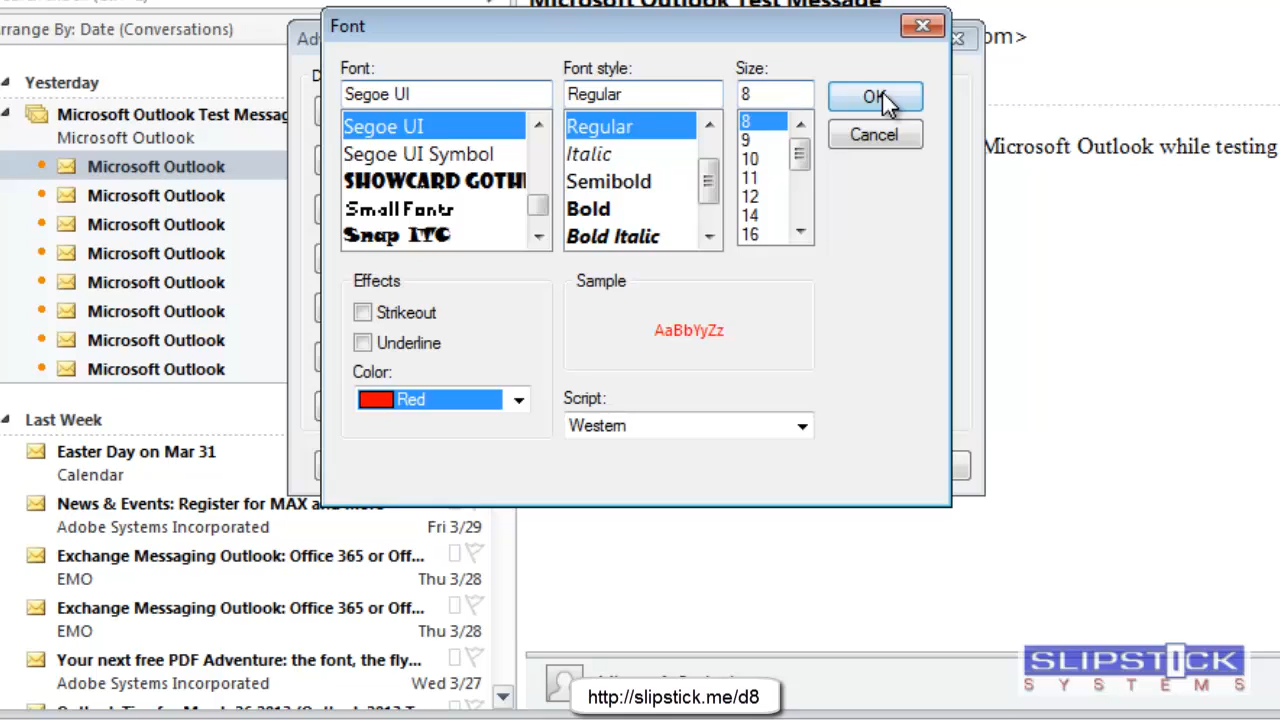 Microsoft Outlook Test Message
Arrange By: Date (Conversations)
Yesterday
Microsoft Outlook Test Messag
Microsoft Outlook
Microsoft Outlook
Microsoft Outlook
Microsoft Outlook
Microsoft Outlook
Microsoft Outlook
Microsoft Outlook
Microsoft Outlook
Microsoft Outlook
Last Week
Easter Day on Mar 31
Calendar
News & Events: Register for MAX and more
Adobe Systems Incorporated Fri 3/29
Exchange Messaging Outlook: Office 365 or Off...
EMO Thu 3/28
Exchange Messaging Outlook: Office 365 or Off...
EMO Thu 3/28
Your next free PDF Adventure: the font, the fly...
Adobe Systems Incorporated Wed 3/27
Adv
om>
Microsoft Outlook while testing
Font
Font: Font style: Size:
Segoe UI Regular 8
OK
Cancel
Segoe UI
Segoe UI Symbol
SHOWCARD GOTHI
Small Fonts
Snap ITC
Regular
Italic
Semibold
Bold
Bold Italic
8
9
10
11
12
14
16
Effects
Strikeout
Underline
Color:
Red
Sample
AaBbYyZz
Script:
Western
SLIPSTICK
SYSTEMS
http://slipstick.me/d8